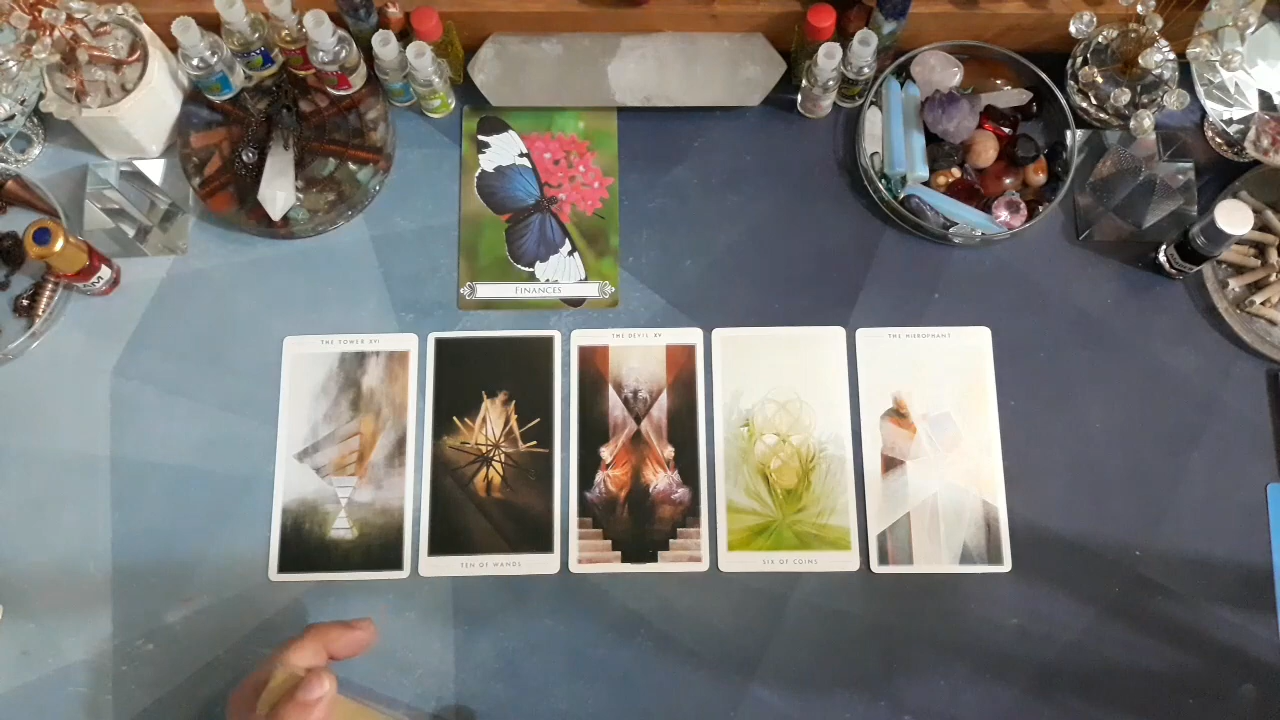 FINANCES
THE TOWER XVI
THE DEVIL XV
THE HIEROPHANT
TEN OF WANDS
SIX OF COINS